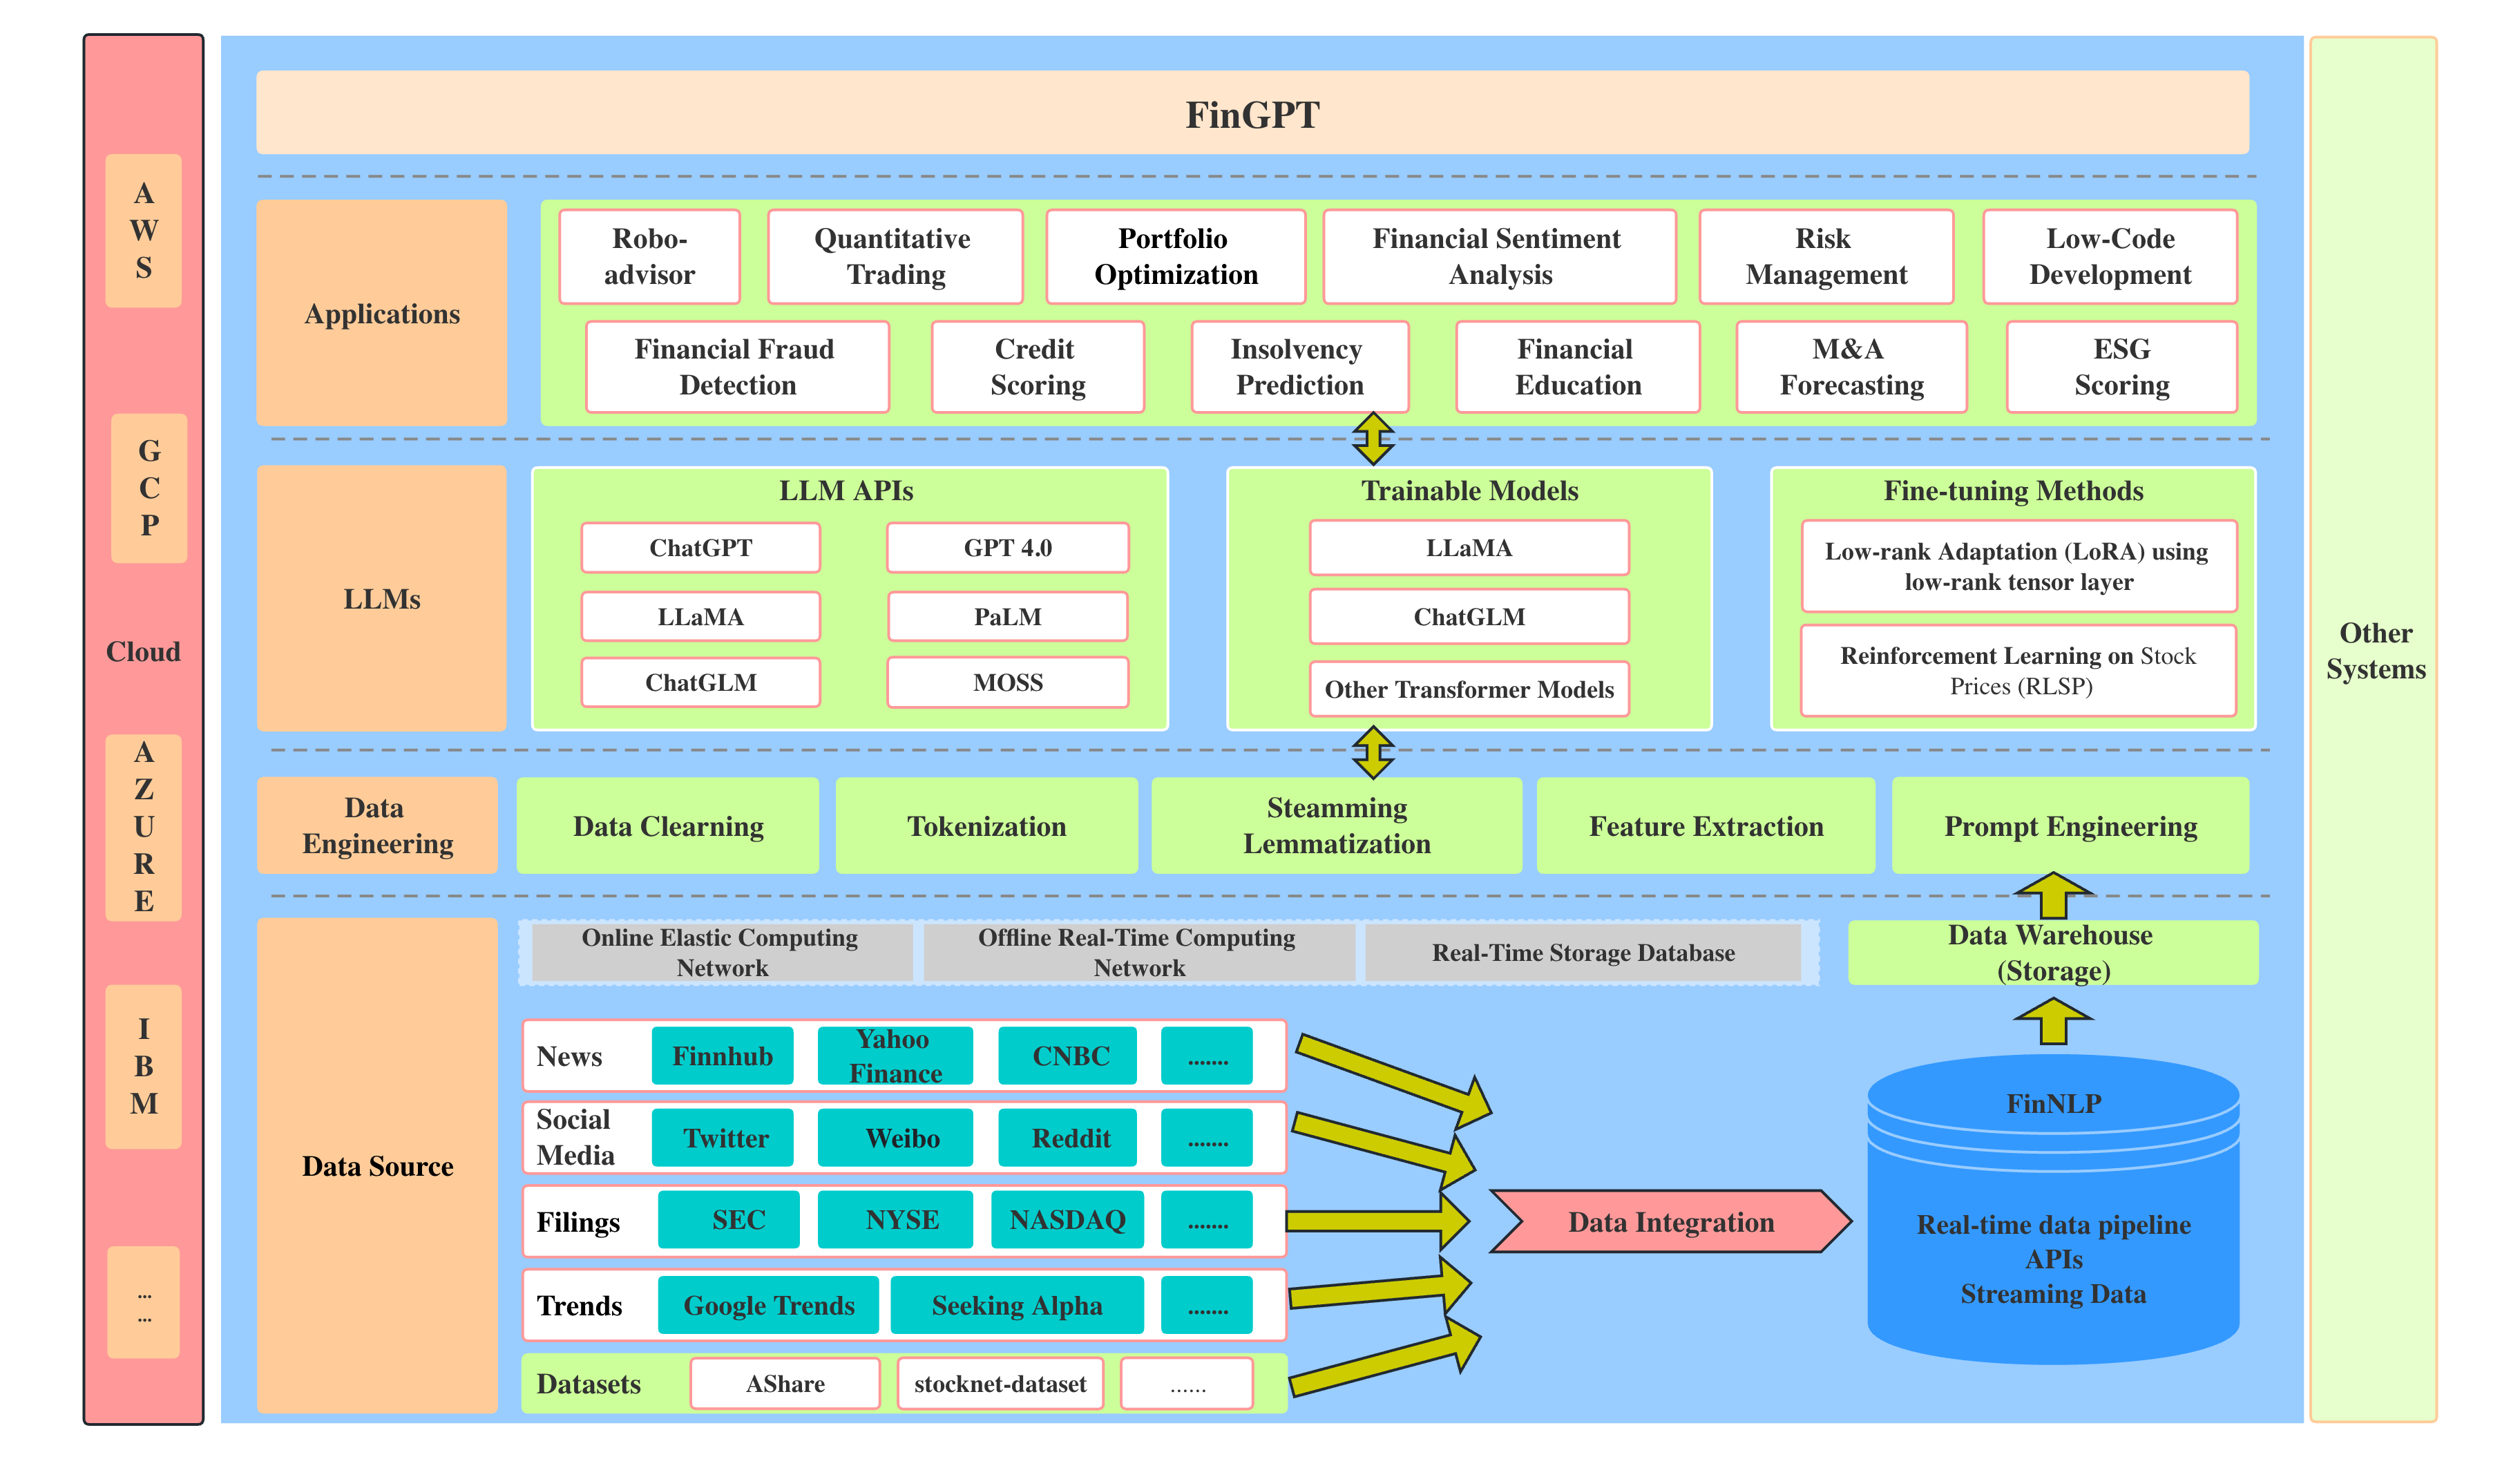 FinGPT
A
W
S
G
C
P
Cloud
A
Z
U
R
E
I
B
M
...
...
Applications
Robo-
advisor
Quantitative
Trading
Portfolio
Optimization
Financial Sentiment
Analysis
Risk
Management
Low-Code
Development
Financial Fraud
Detection
Credit
Scoring
Insolvency
Prediction
Financial
Education
M&A
Forecasting
ESG
Scoring
LLMs
LLM APIs
ChatGPT
GPT 4.0
LLaMA
PaLM
ChatGLM
MOSS
Trainable Models
LLaMA
ChatGLM
Other Transformer Models
Fine-tuning Methods
Low-rank Adaptation (LoRA) using
low-rank tensor layer
Reinforcement Learning on Stock
Prices (RLSP)
Data
Engineering
Data Clearning
Tokenization
Steamming
Lemmatization
Feature Extraction
Prompt Engineering
Data Source
Online Elastic Computing
Network
Offline Real-Time Computing
Network
Real-Time Storage Database
Data Warehouse
(Storage)
News
Finnhub
Yahoo
Finance
CNBC
.......
Social
Media
Twitter
Weibo
Reddit
.......
Filings
SEC
NYSE
NASDAQ
.......
Trends
Google Trends
Seeking Alpha
.......
Datasets
AShare
stocknet-dataset
......
Data Integration
FinNLP
Real-time data pipeline
APIs
Streaming Data
Other
Systems